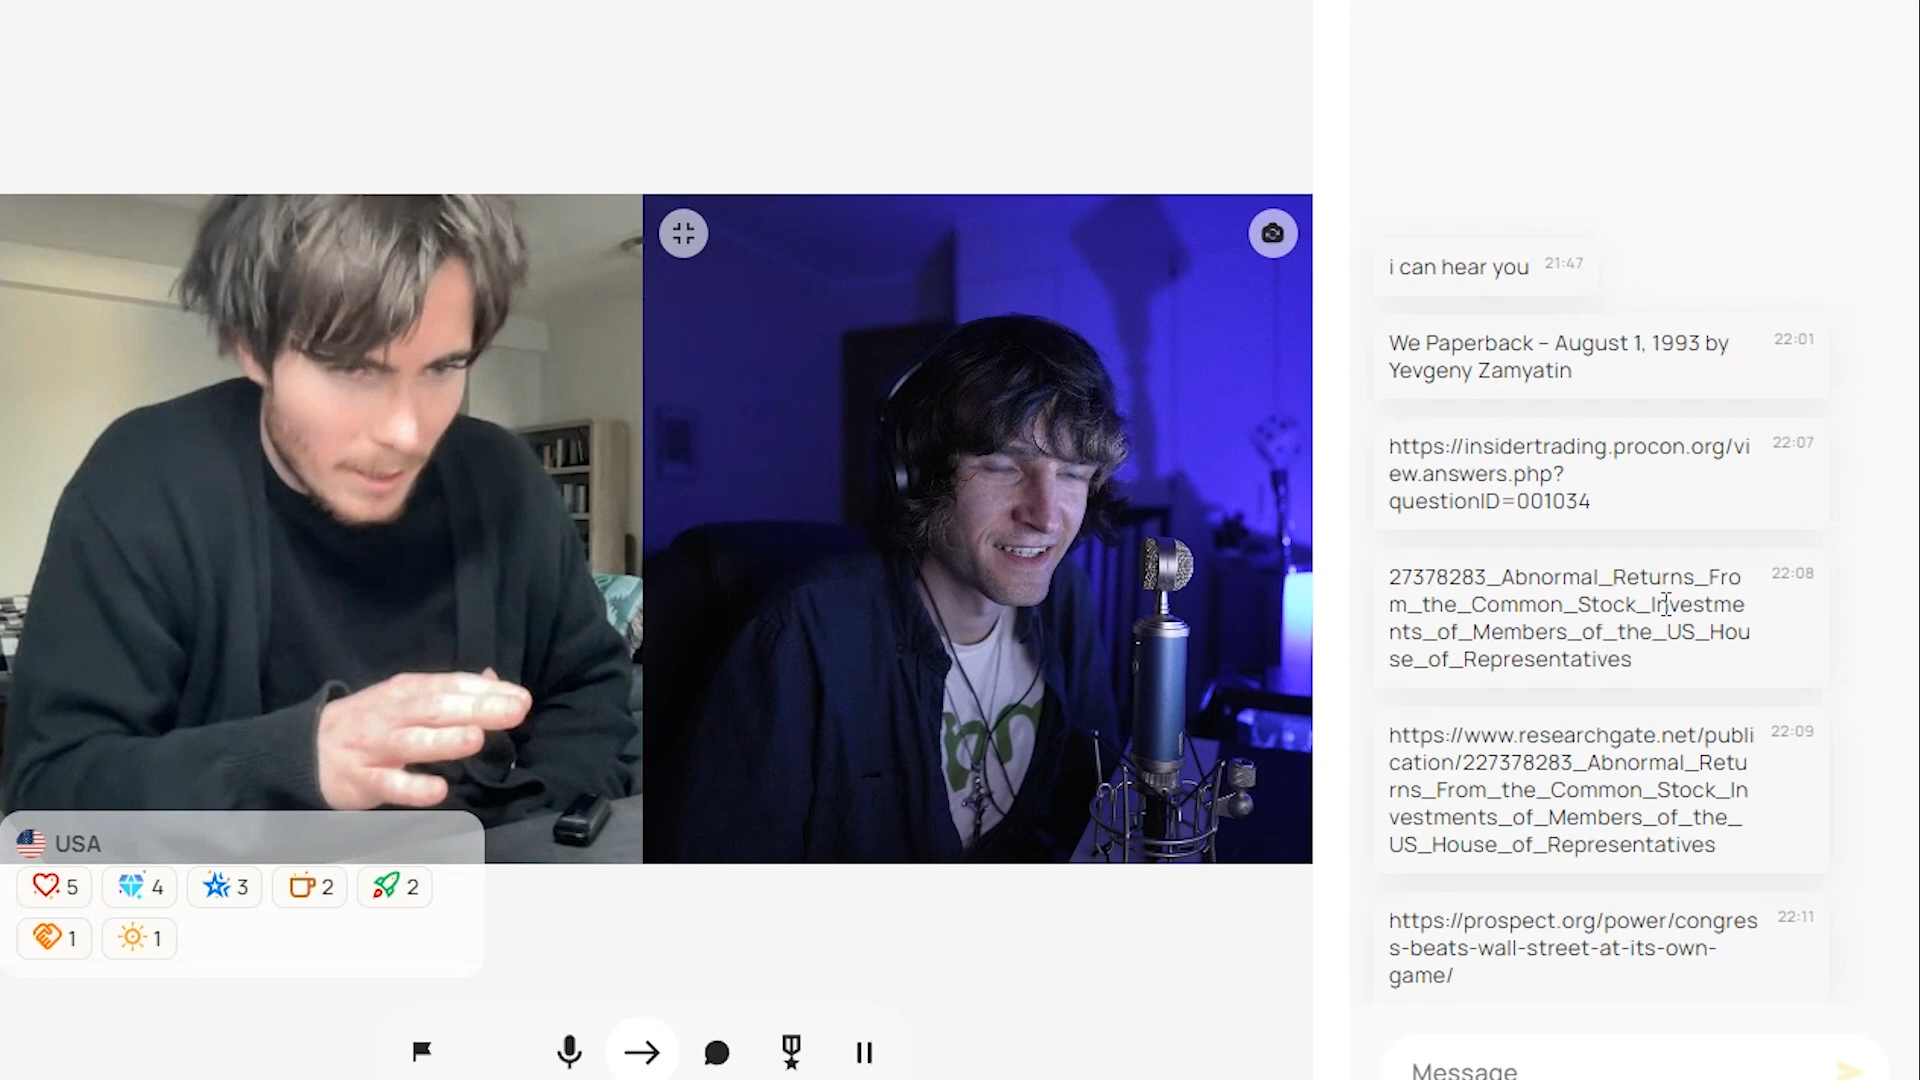 i can hear you 21:47
We Paperback – August 1, 1993 by 22:01
Yevgeny Zamyatin
https://insidertrading.procon.org/vi 22:07
ew.answers.php?
questionID=001034
27378283_Abnormal_Returns_Fro 22:08
m_the_Common_Stock_Investme
nts_of_Members_of_the_US_Hou
se_of_Representatives
https://www.researchgate.net/publi 22:09
cation/227378283_Abnormal_Retu
rns_From_the_Common_Stock_In
vestments_of_Members_of_the_
US_House_of_Representatives
https://prospect.org/power/congres 22:11
s-beats-wall-street-at-its-own-
game/
USA
5 4 3 2 2
1 1
Message